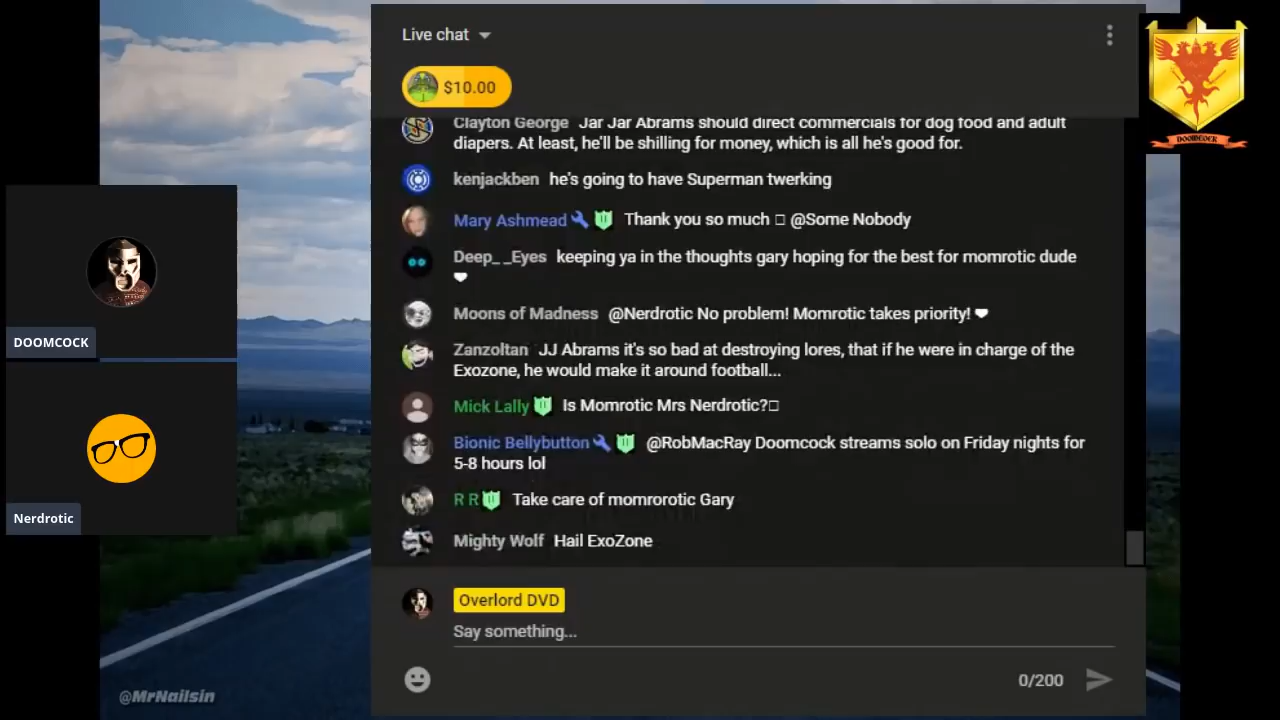 Live chat
$10.00
DOOMCOCK
Clayton George Jar Jar Abrams should direct commercials for dog food and adult
diapers. At least, he'll be shilling for money, which is all he's good for.
kenjackben he's going to have Superman twerking
Mary Ashmead Thank you so much □ @Some Nobody
Deep_ _Eyes keeping ya in the thoughts gary hoping for the best for momrotic dude
❤
Moons of Madness @Nerdrotic No problem! Momrotic takes priority! ❤
DOOMCOCK
Zanzoltan JJ Abrams it's so bad at destroying lores, that if he were in charge of the
Exozone, he would make it around football...
Mick Lally Is Momrotic Mrs Nerdrotic?□
Bionic Bellybutton @RobMacRay Doomcock streams solo on Friday nights for
5-8 hours lol
R R Take care of momrorotic Gary
Nerdrotic
Mighty Wolf Hail ExoZone
Overlord DVD
Say something...
0/200
@MrNailsin